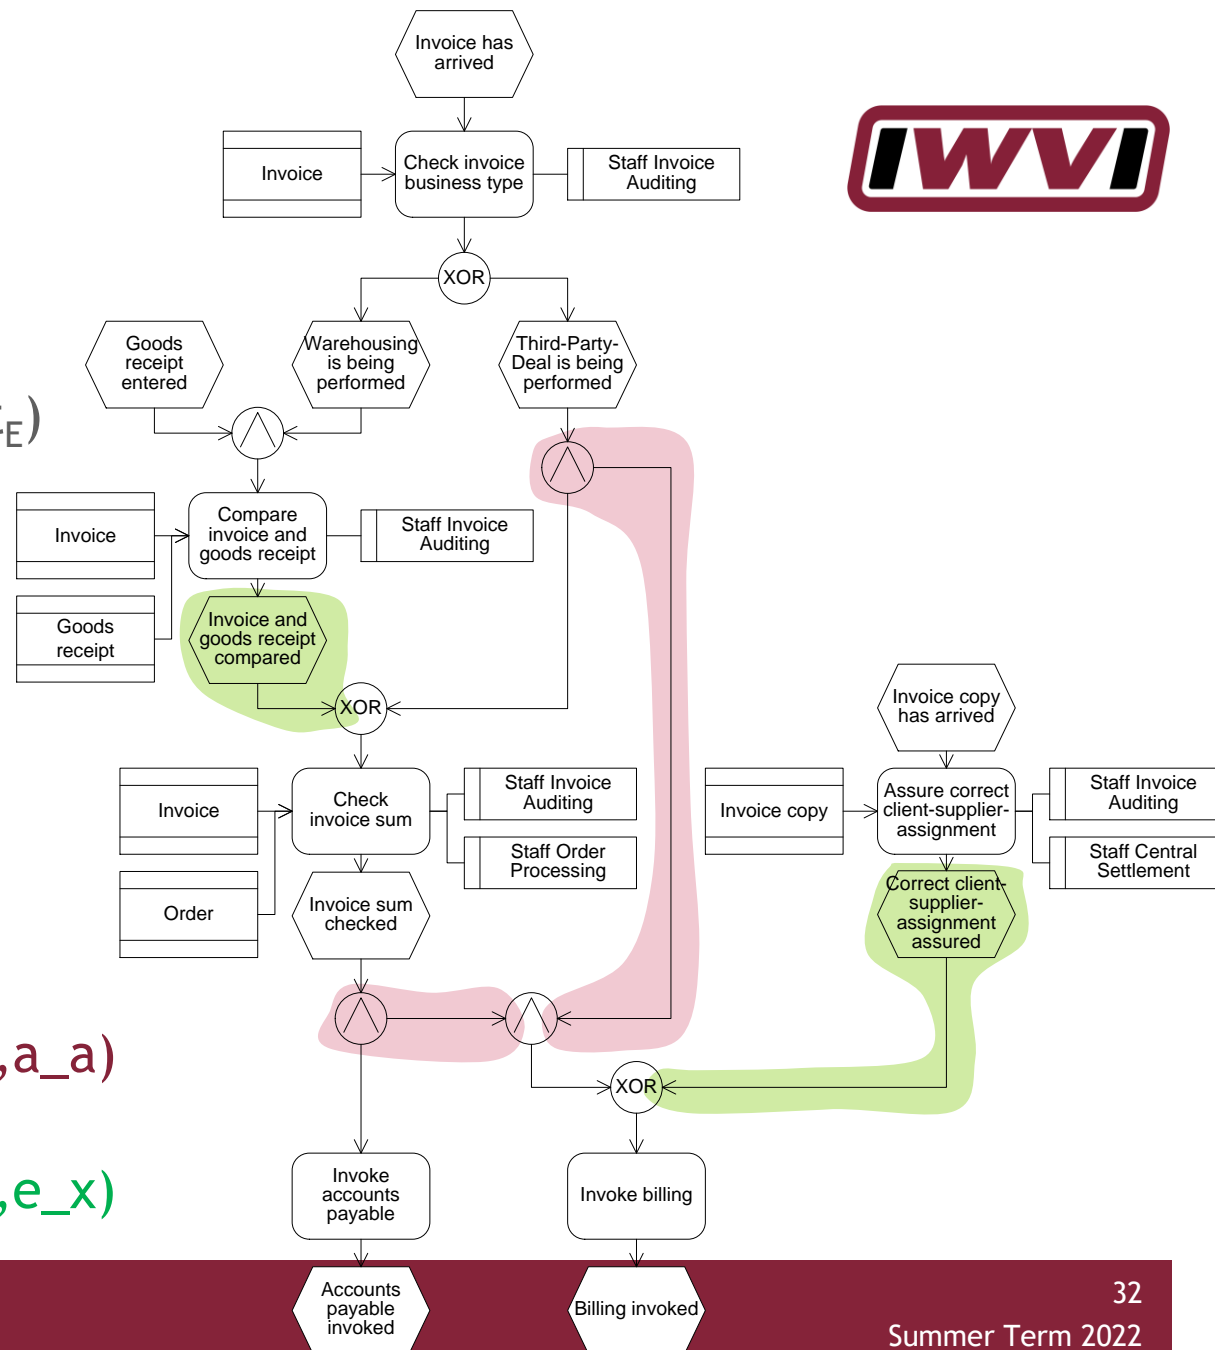 Invoice has
arrived
IWVI
Invoice
Check invoice
business type
Staff Invoice
Auditing
XOR
Goods
receipt
entered
Warehousing
is being
performed
Third-Party-
Deal is being
performed
E)
Invoice
Compare
invoice and
goods receipt
Staff Invoice
Auditing
Goods
receipt
Invoice and
goods receipt
compared
XOR
Invoice copy
has arrived
Invoice
Check
invoice sum
Staff Invoice
Auditing
Staff Order
Processing
Invoice copy
Assure correct
client-supplier-
assignment
Staff Invoice
Auditing
Staff Central
Settlement
Order
Invoice sum
checked
Correct client-
supplier-
assignment
assured
,a_a)
XOR
Invoke
accounts
payable
Invoke billing
,e_x)
Accounts
payable
invoked
Billing invoked
32
Summer Term 2022